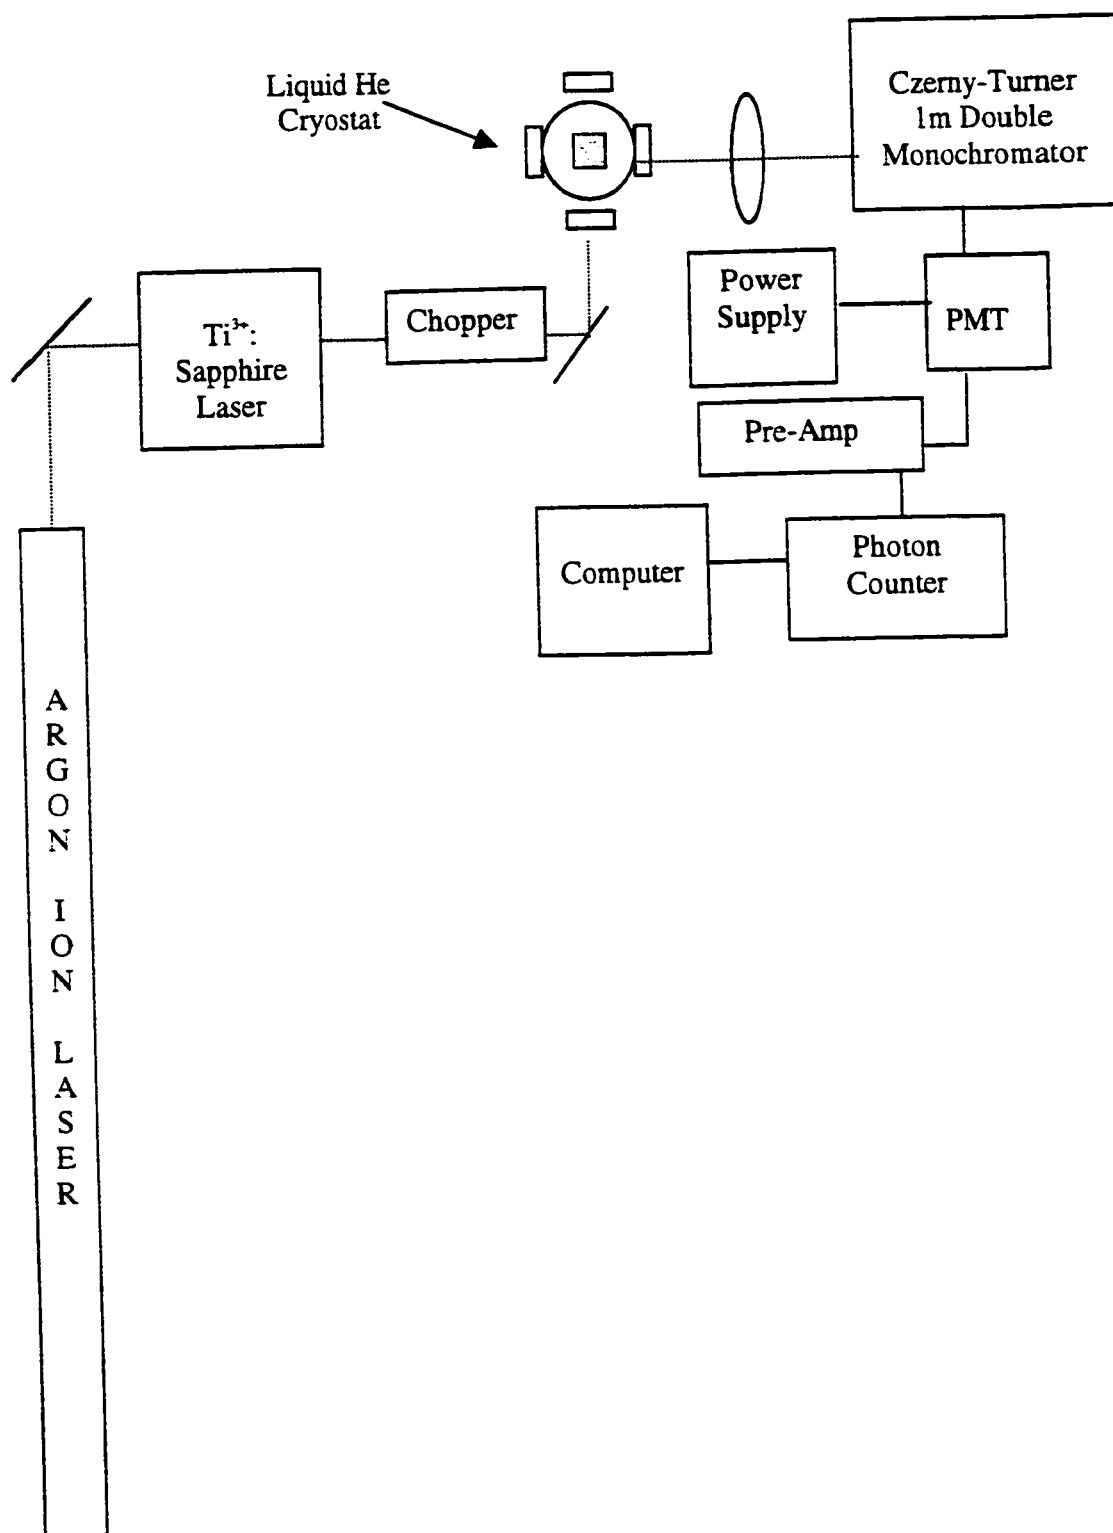 Liquid He
Cryostat
Czerny-Turner
1m Double
Monochromator
Power
Supply
PMT
Ti³⁺:
Sapphire
Laser
Chopper
Pre-Amp
Computer
Photon
Counter
ARGON ION LASER